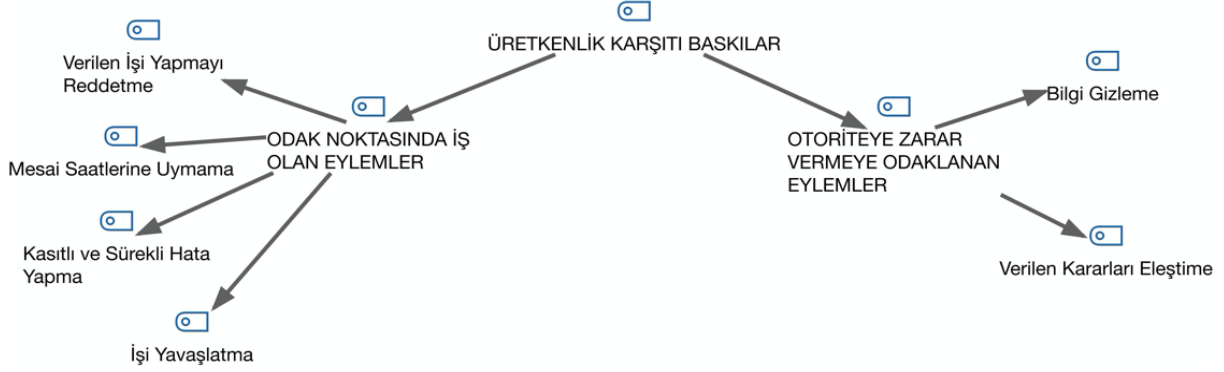 ÜRETKENLİK KARŞITI BASKILAR
Verilen İşi Yapmayı
Reddetme
ODAK NOKTASINDA İŞ
OLAN EYLEMLER
Mesai Saatlerine Uymama
Kasıtlı ve Sürekli Hata
Yapma
İşi Yavaşlatma
OTORİTEYE ZARAR
VERMEYE ODAKLANAN
EYLEMLER
Bilgi Gizleme
Verilen Kararları Eleştime